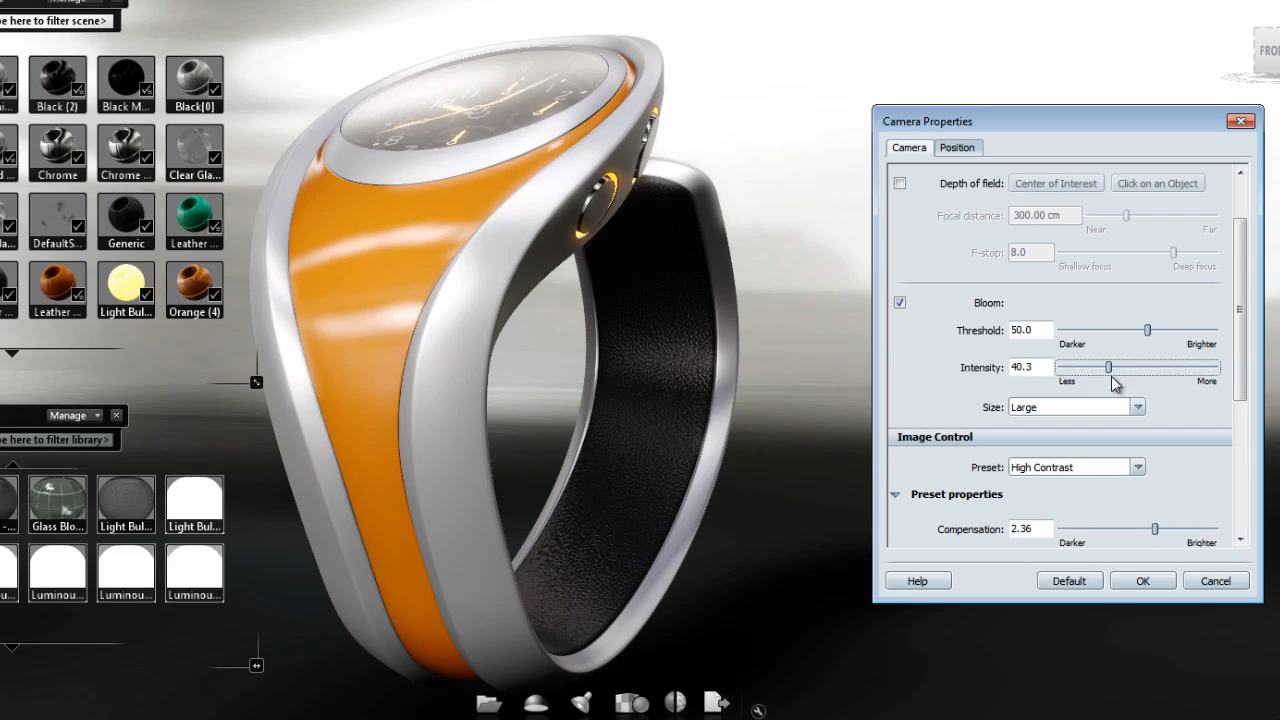 Manage
pe here to filter scene>
Black (2)
Black M...
Black[0]
Chrome
Chrome ...
Clear Gla...
DefaultS...
Generic
Leather ...
Leather ...
Light Bul...
Orange (4)
Manage
pe here to filter library>
Glass Blo...
Light Bul...
Light Bul...
Luminou...
Luminou...
Luminou...
FRO
Camera Properties
Camera
Position
Depth of field:
Center of Interest
Click on an Object
Focal distance:
300.00 cm
Near
Far
F-stop:
8.0
Shallow focus
Deep focus
Bloom:
Threshold:
50.0
Darker
Brighter
Intensity:
40.3
Less
More
Size:
Large
Image Control
Preset:
High Contrast
Preset properties
Compensation:
2.36
Darker
Brighter
Help
Default
OK
Cancel